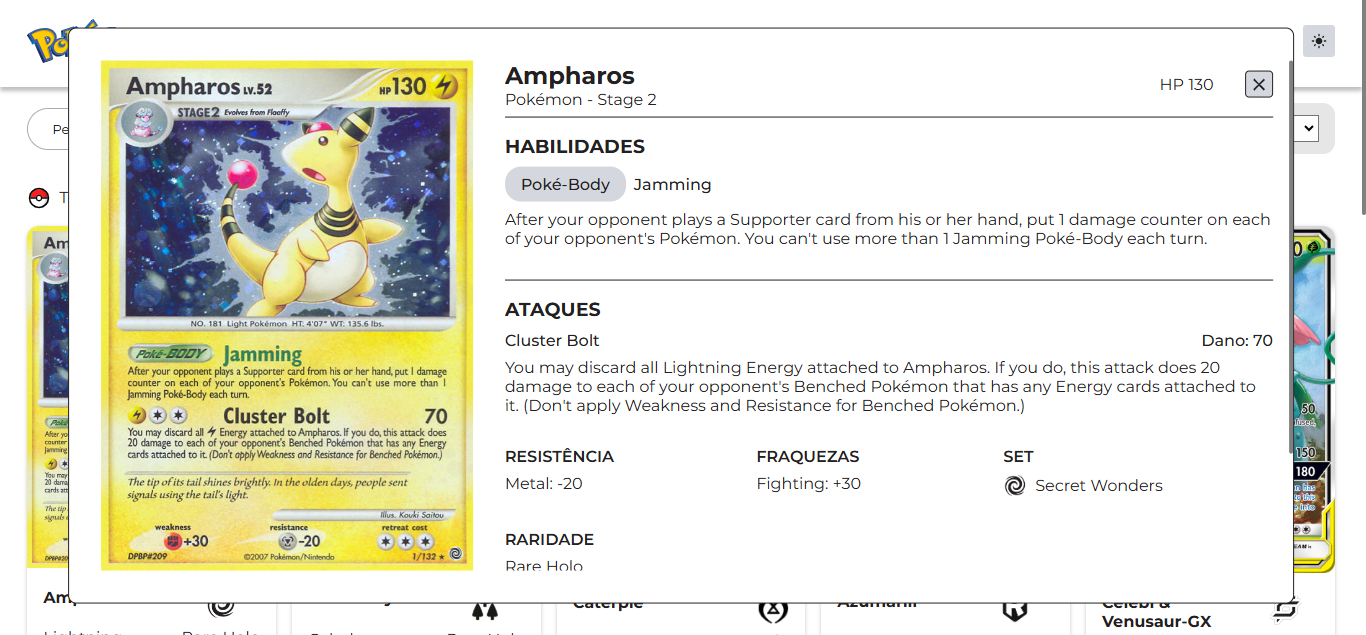 Ampharos LV.52 HP 130
STAGE 2 Evolves from Flaaffy
NO. 181 Light Pokémon HT: 4'07" WT: 135.6 lbs.
Poké-BODY Jamming
After your opponent plays a Supporter card from his or her hand, put 1 damage
counter on each of your opponent's Pokémon. You can't use more than 1
Jamming Poké-Body each turn.
Cluster Bolt 70
You may discard all Energy attached to Ampharos. If you do, this attack does
20 damage to each of your opponent's Benched Pokémon that has any Energy
cards attached to it. (Don't apply Weakness and Resistance for Benched Pokémon.)
The tip of its tail shines brightly. In the olden days, people sent
signals using the tail's light.
Illus. Kouki Saitou
weakness resistance retreat cost
+30 -20
DPBP#209 ©2007 Pokémon/Nintendo 1/132 ★
Ampharos
Pokémon - Stage 2
HP 130
HABILIDADES
Poké-Body Jamming
After your opponent plays a Supporter card from his or her hand, put 1 damage counter on each
of your opponent's Pokémon. You can't use more than 1 Jamming Poké-Body each turn.
ATAQUES
Cluster Bolt Dano: 70
You may discard all Lightning Energy attached to Ampharos. If you do, this attack does 20
damage to each of your opponent's Benched Pokémon that has any Energy cards attached to
it. (Don't apply Weakness and Resistance for Benched Pokémon.)
RESISTÊNCIA FRAQUEZAS SET
Metal: -20 Fighting: +30 Secret Wonders
RARIDADE
Rare Holo
Caterpie
Azumarill
Celebi &
Venusaur-GX
Lightning Rare Holo